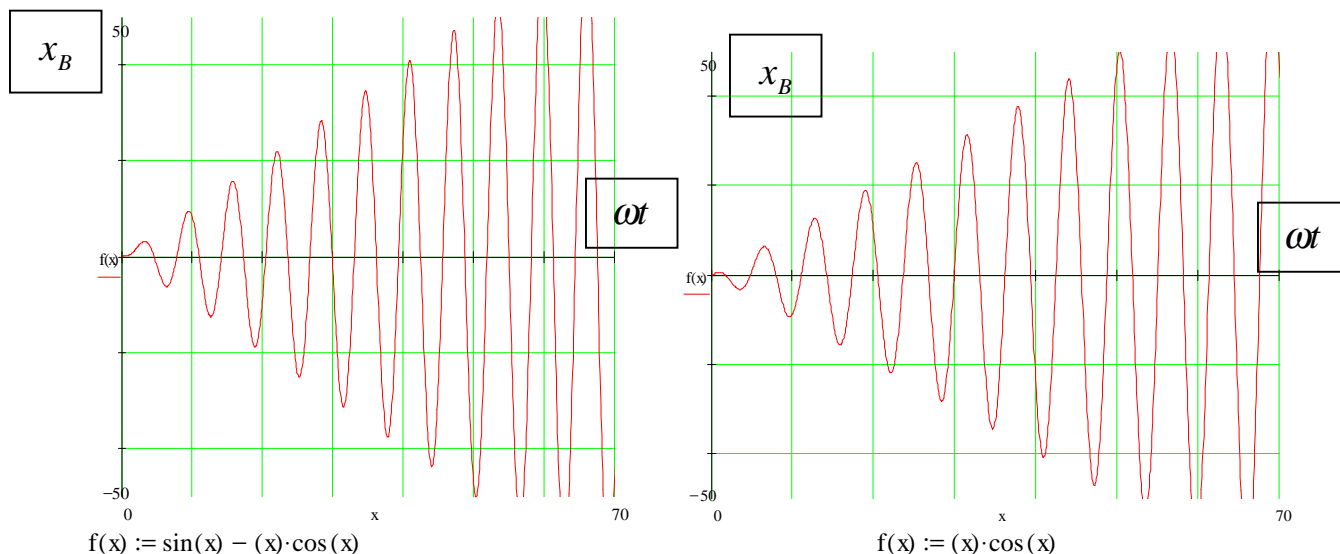 50
x_B
ωt
f(x)
−50
0
x
70
f(x) := sin(x) − (x)·cos(x)
50
x_B
ωt
f(x)
−50
0
x
70
f(x) := (x)·cos(x)